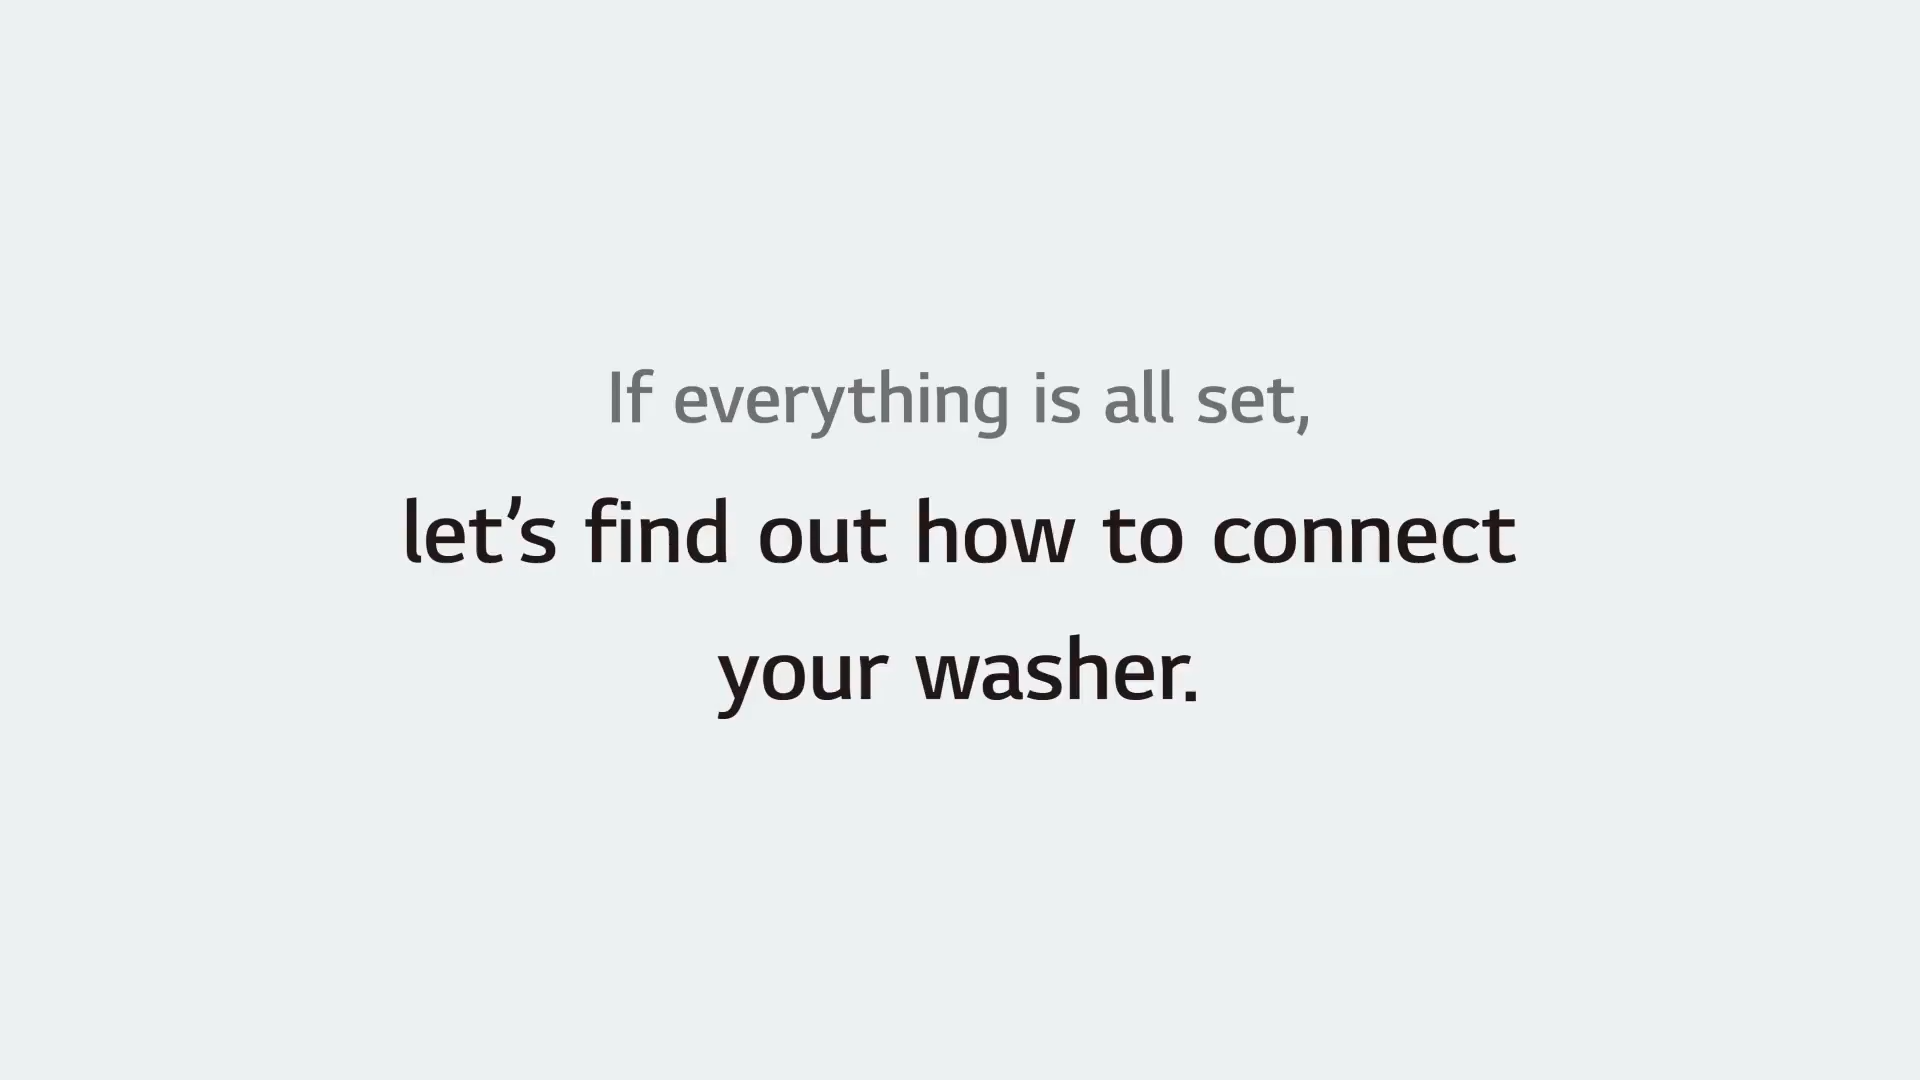 If everything is all set,
let’s find out how to connect
your washer.